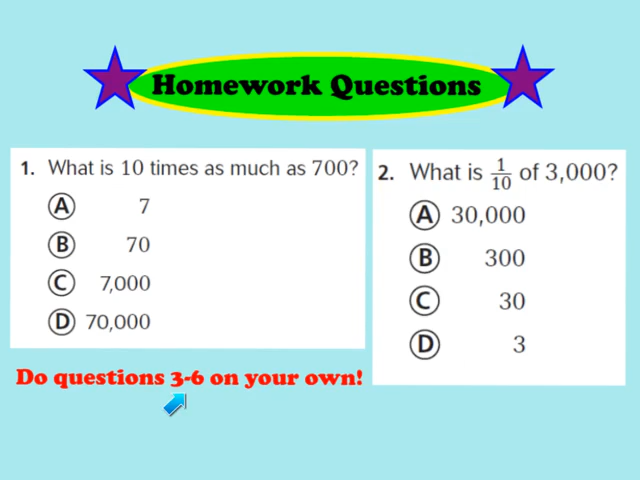 Homework Questions
1. What is 10 times as much as 700?
A 7
B 70
C 7,000
D 70,000
Do questions 3-6 on your own!
2. What is 1/10 of 3,000?
A 30,000
B 300
C 30
D 3